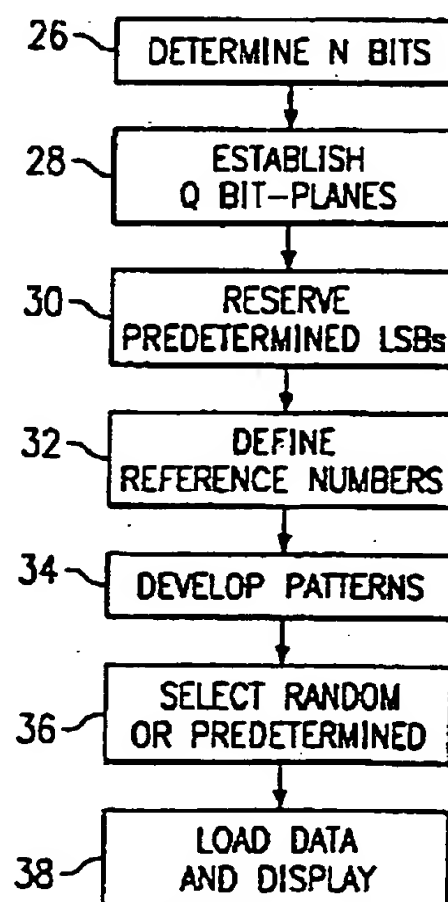 26
DETERMINE N BITS
28
ESTABLISH
Q BIT-PLANES
30
RESERVE
PREDETERMINED LSBs
32
DEFINE
REFERENCE NUMBERS
34
DEVELOP PATTERNS
36
SELECT RANDOM
OR PREDETERMINED
38
LOAD DATA
AND DISPLAY